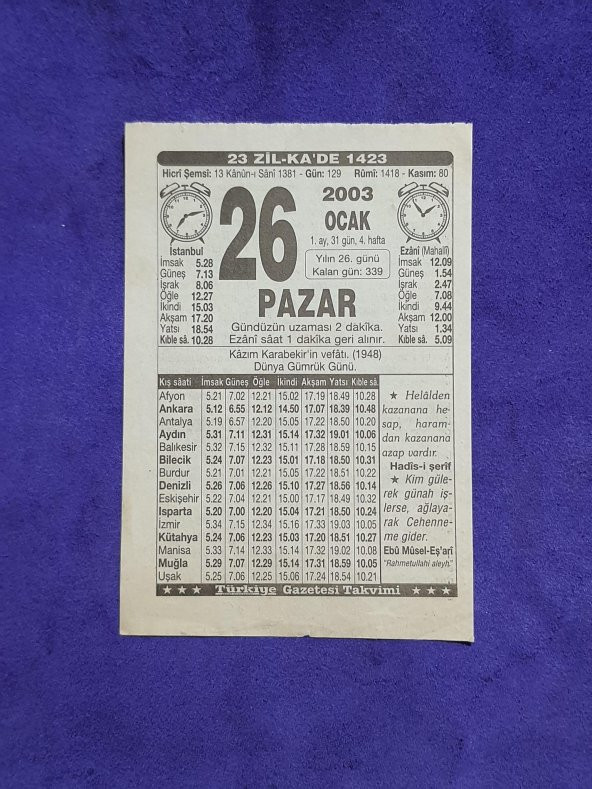 23 ZİL-KA'DE 1423
Hicrî Şemsî: 13 Kânûn-ı Sânî 1381 - Gün: 129 Rûmî: 1418 - Kasım: 80
26
2003
OCAK
1. ay, 31 gün, 4. hafta
Yılın 26. günü
Kalan gün: 339
PAZAR
Gündüzün uzaması 2 dakîka.
Ezânî sâat 1 dakîka geri alınır.
İstanbul
İmsak 5.28
Güneş 7.13
İşrak 8.06
Öğle 12.27
İkindi 15.03
Akşam 17.20
Yatsı 18.54
Kıble sâ. 10.28
Ezânî (Mahallî)
İmsak 12.09
Güneş 1.54
İşrak 2.47
Öğle 7.08
İkindi 9.44
Akşam 12.00
Yatsı 1.34
Kıble sâ. 5.09
Kâzım Karabekir'in vefâtı. (1948)
Dünya Gümrük Günü.
Kış sâati İmsak Güneş Öğle İkindi Akşam Yatsı Kıble sâ.
Afyon 5.21 7.02 12.21 15.02 17.19 18.49 10.28
Ankara 5.12 6.55 12.12 14.50 17.07 18.39 10.48
Antalya 5.19 6.57 12.20 15.05 17.22 18.50 10.20
Aydın 5.31 7.11 12.31 15.14 17.32 19.01 10.06
Balıkesir 5.32 7.15 12.32 15.11 17.28 18.59 10.15
Bilecik 5.24 7.07 12.23 15.01 17.18 18.50 10.31
Burdur 5.21 7.01 12.21 15.05 17.22 18.51 10.22
Denizli 5.26 7.06 12.26 15.10 17.27 18.56 10.14
Eskişehir 5.22 7.04 12.21 15.00 17.17 18.49 10.32
Isparta 5.20 7.00 12.20 15.04 17.21 18.50 10.24
İzmir 5.34 7.15 12.34 15.16 17.33 19.03 10.05
Kütahya 5.24 7.06 12.23 15.03 17.20 18.51 10.27
Manisa 5.33 7.14 12.33 15.14 17.32 19.02 10.08
Muğla 5.29 7.07 12.29 15.14 17.31 18.59 10.05
Uşak 5.25 7.06 12.25 15.06 17.24 18.54 10.21
★ Helâlden
kazanana he-
sap, haram-
dan kazanana
azap vardır.
Hadîs-i şerîf
★ Kim güle-
rek günah iş-
lerse, ağlaya-
rak Cehenne-
me gider.
Ebû Mûsel-Eş'arî
"Rahmetullahi aleyh."
★ ★ ★ Türkiye Gazetesi Takvimi ★ ★ ★